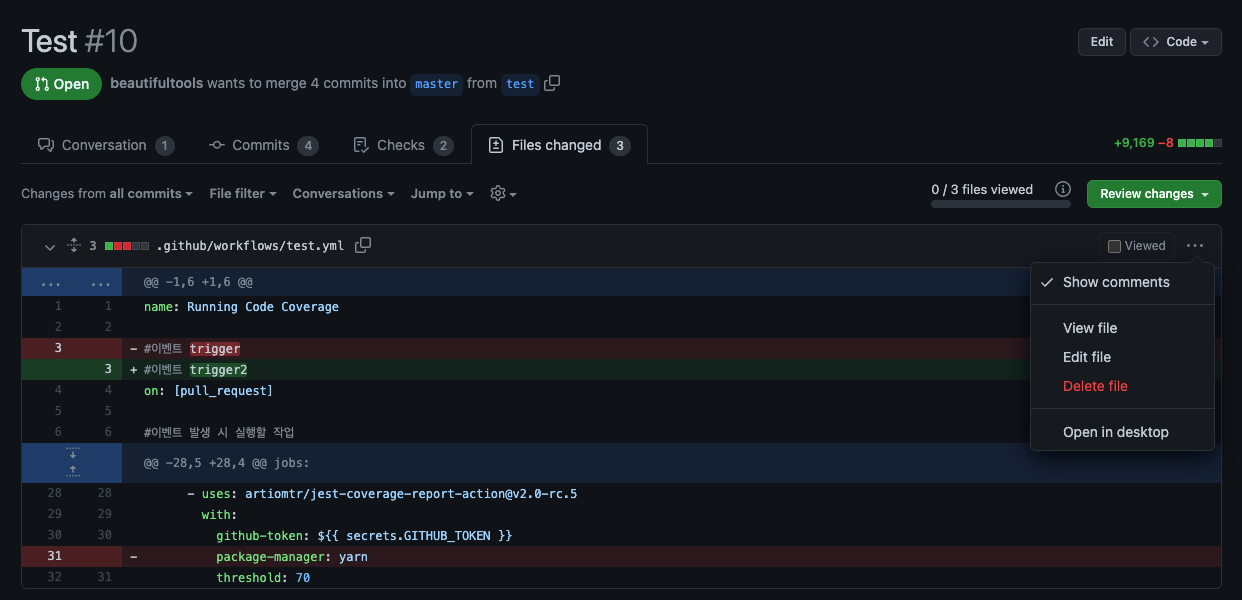 Test #10
Edit
Code
Open
beautifultools wants to merge 4 commits into master from test
Conversation 1
Commits 4
Checks 2
Files changed 3
+9,169 −8
Changes from all commits
File filter
Conversations
Jump to
0 / 3 files viewed
Review changes
3 .github/workflows/test.yml
Viewed
...
Show comments
View file
Edit file
Delete file
Open in desktop
... ... @@ -1,6 +1,6 @@
1 1 name: Running Code Coverage
2 2
3 - #이벤트 trigger
3 + #이벤트 trigger2
4 4 on: [pull_request]
5 5
6 6 #이벤트 발생 시 실행할 작업
@@ -28,5 +28,4 @@ jobs:
28 28 - uses: artiomtr/jest-coverage-report-action@v2.0-rc.5
29 29 with:
30 30 github-token: ${{ secrets.GITHUB_TOKEN }}
31 - package-manager: yarn
32 31 threshold: 70